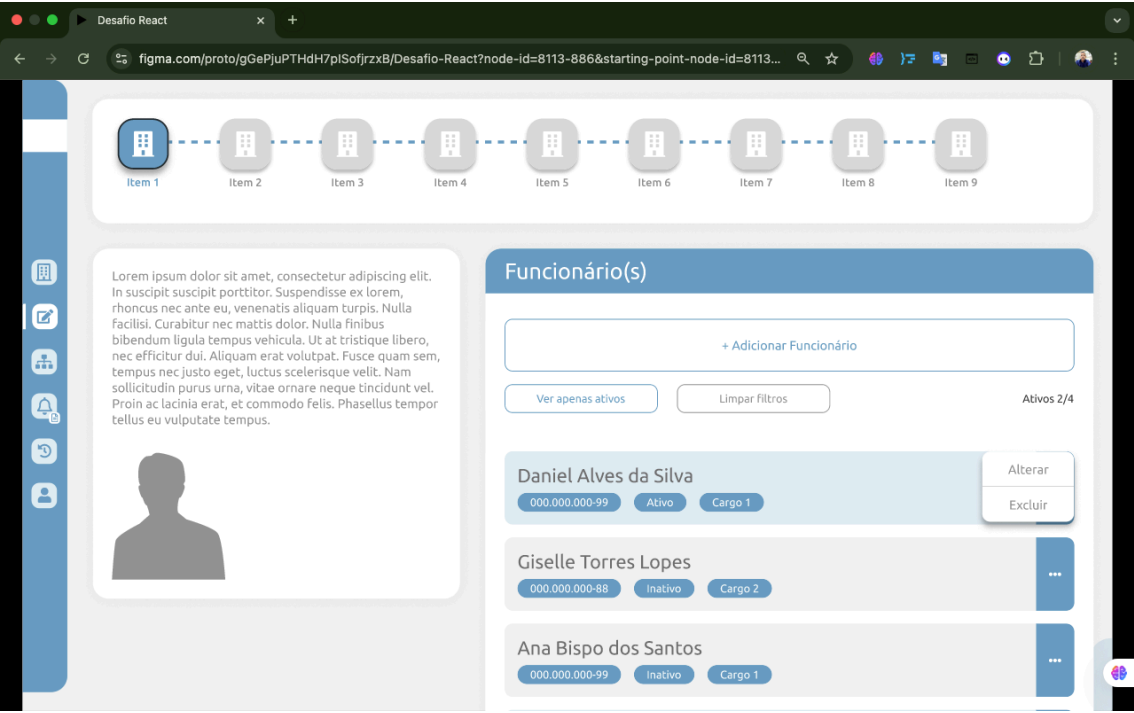 Desafio React
figma.com/proto/gGePjuPTHdH7pISofjrzxB/Desafio-React?node-id=8113-886&starting-point-node-id=8113...
Item 1
Item 2
Item 3
Item 4
Item 5
Item 6
Item 7
Item 8
Item 9
Lorem ipsum dolor sit amet, consectetur adipiscing elit.
In suscipit suscipit porttitor. Suspendisse ex lorem,
rhoncus nec ante eu, venenatis aliquam turpis. Nulla
facilisi. Curabitur nec mattis dolor. Nulla finibus
bibendum ligula tempus vehicula. Ut at tristique libero,
nec efficitur dui. Aliquam erat volutpat. Fusce quam sem,
tempus nec justo eget, luctus scelerisque velit. Nam
sollicitudin purus urna, vitae ornare neque tincidunt vel.
Proin ac lacinia erat, et commodo felis. Phasellus tempor
tellus eu vulputate tempus.
Funcionário(s)
+ Adicionar Funcionário
Ver apenas ativos
Limpar filtros
Ativos 2/4
Daniel Alves da Silva
000.000.000-99
Ativo
Cargo 1
Alterar
Excluir
Giselle Torres Lopes
000.000.000-88
Inativo
Cargo 2
Ana Bispo dos Santos
000.000.000-99
Inativo
Cargo 1